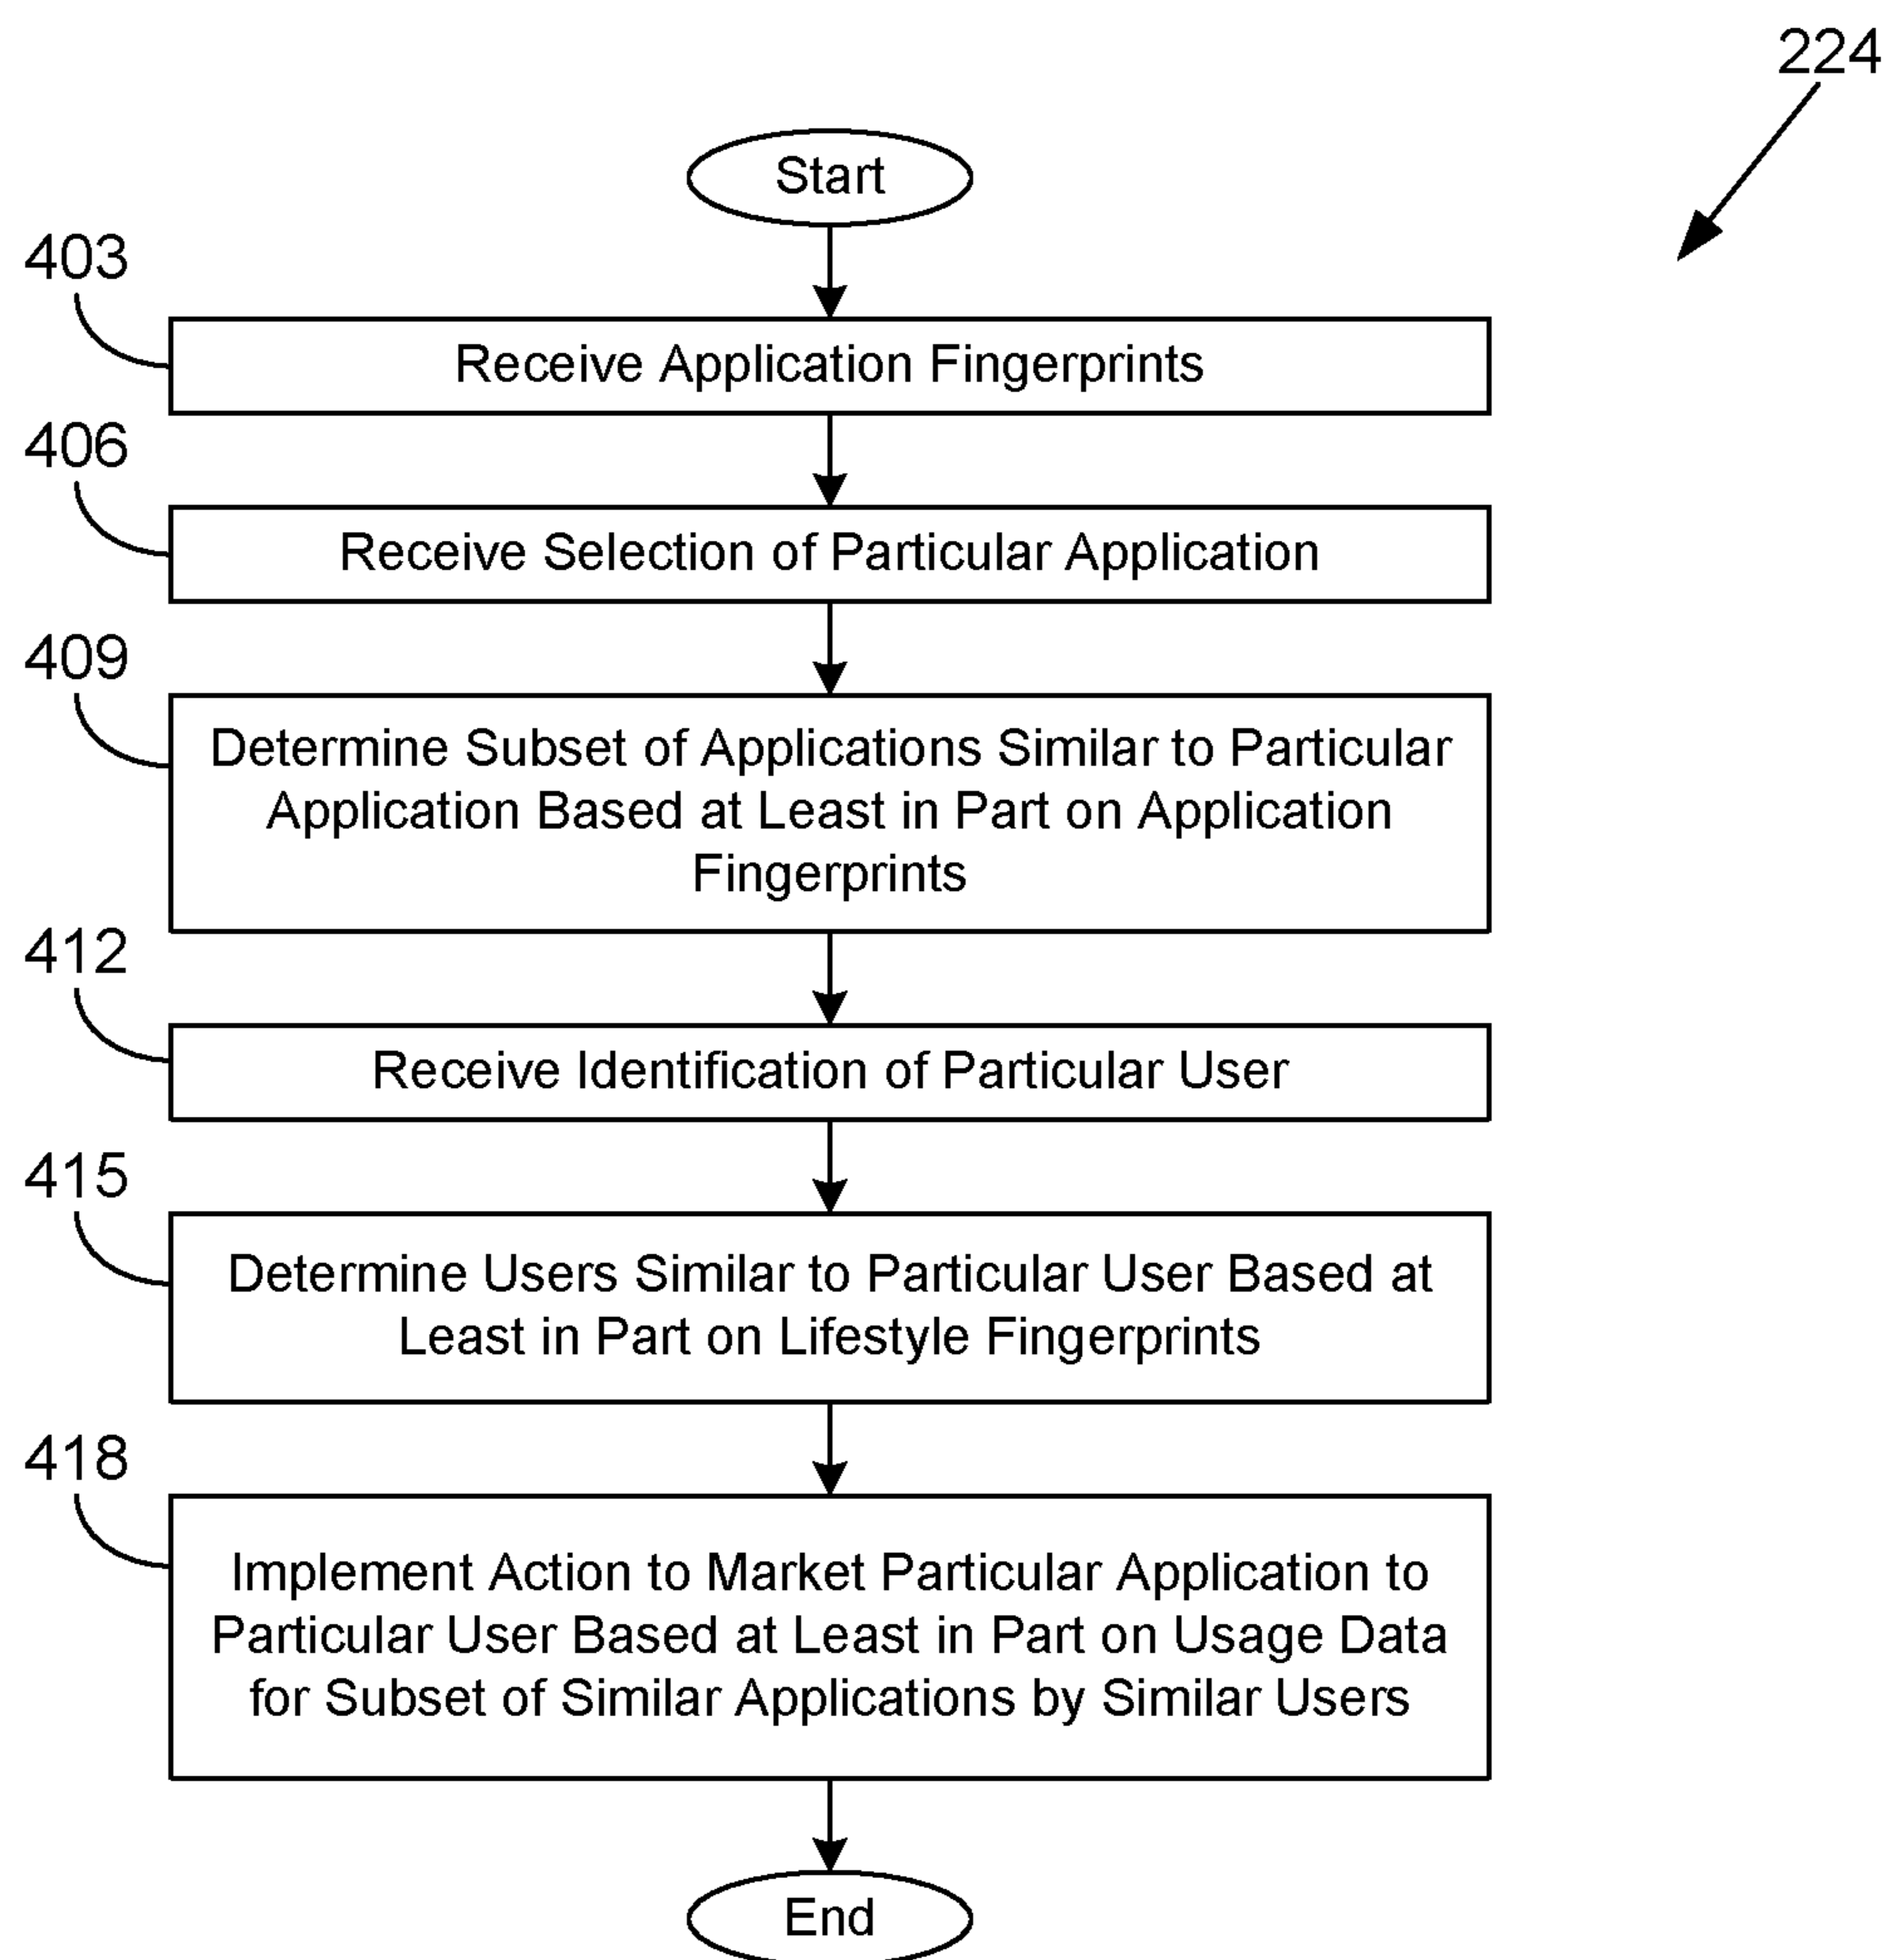 224
Start
403
Receive Application Fingerprints
406
Receive Selection of Particular Application
409
Determine Subset of Applications Similar to Particular
Application Based at Least in Part on Application
Fingerprints
412
Receive Identification of Particular User
415
Determine Users Similar to Particular User Based at
Least in Part on Lifestyle Fingerprints
418
Implement Action to Market Particular Application to
Particular User Based at Least in Part on Usage Data
for Subset of Similar Applications by Similar Users
End